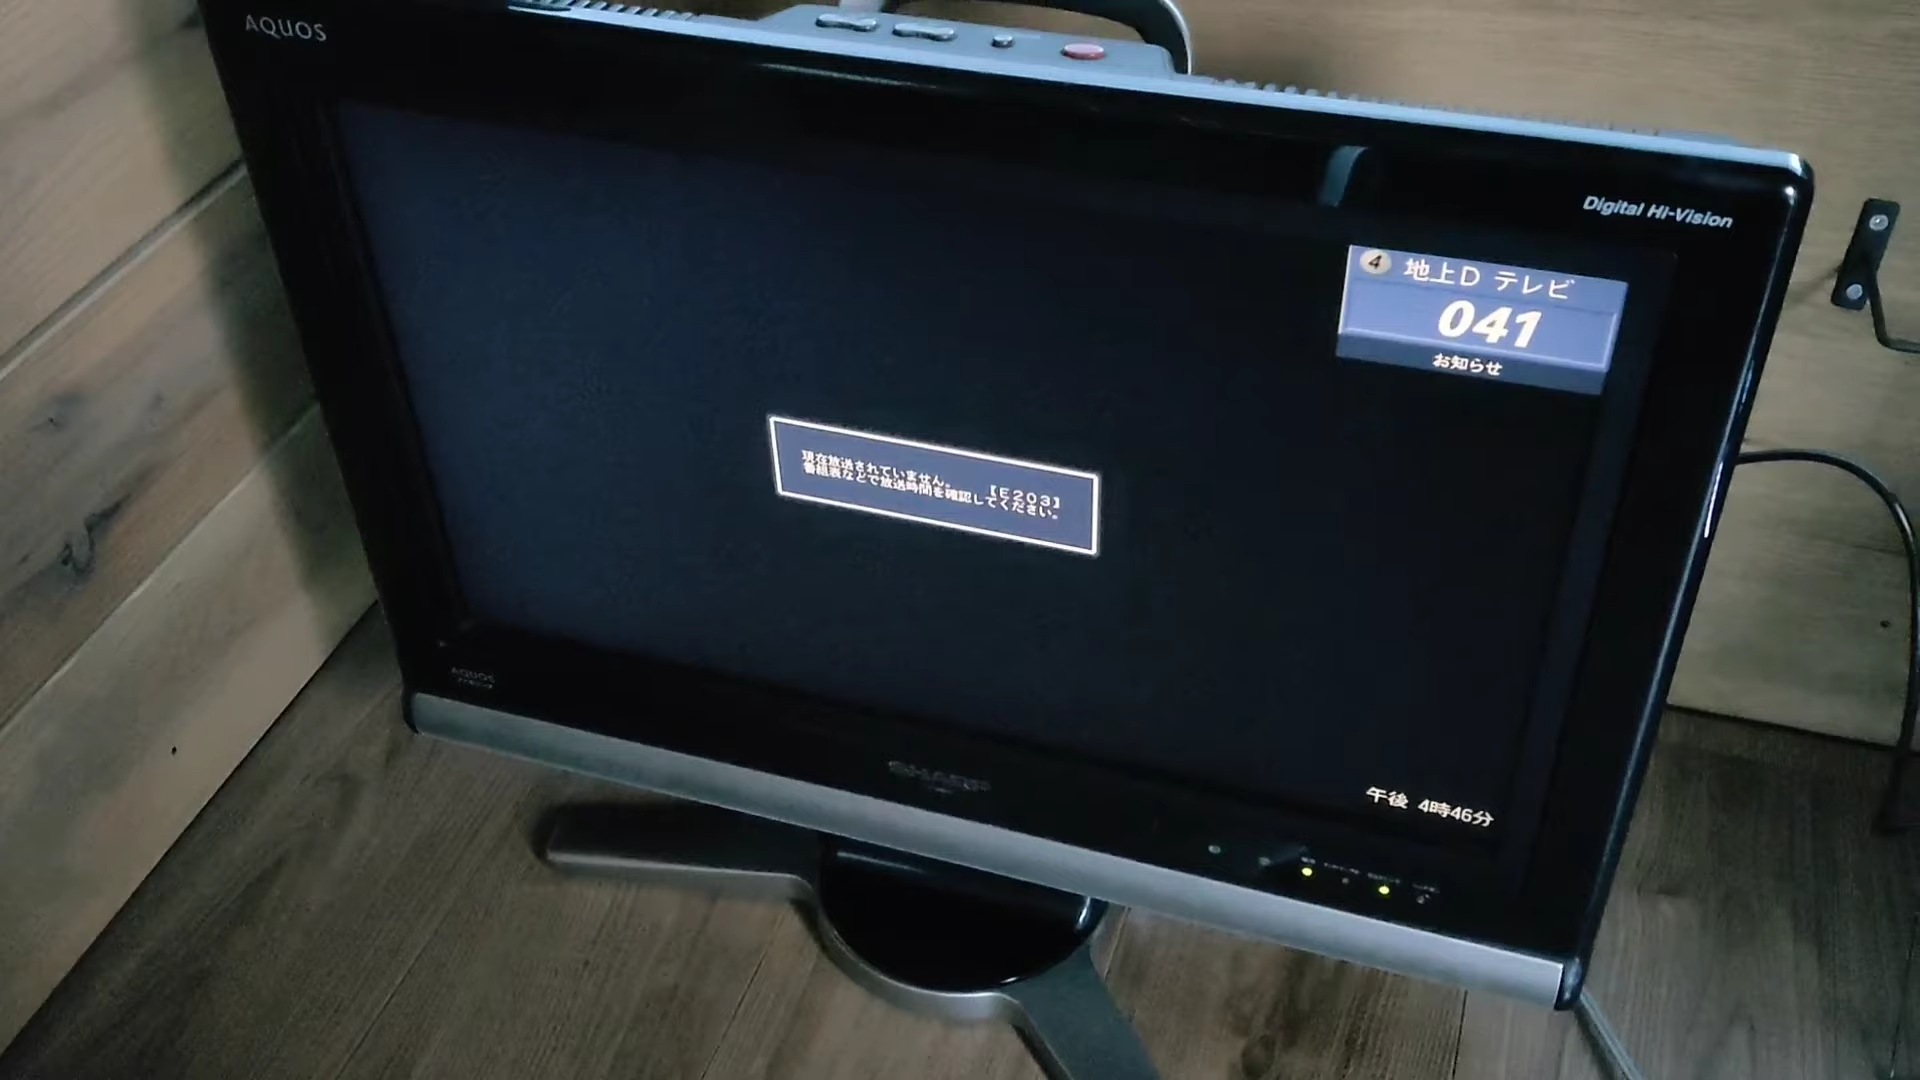 AQUOS
Digital Hi-Vision
4 地上D テレビ
041
お知らせ
現在放送されていません。 【E203】
番組表などで放送時間を確認してください。
AQUOS
SHARP
午後 4時46分